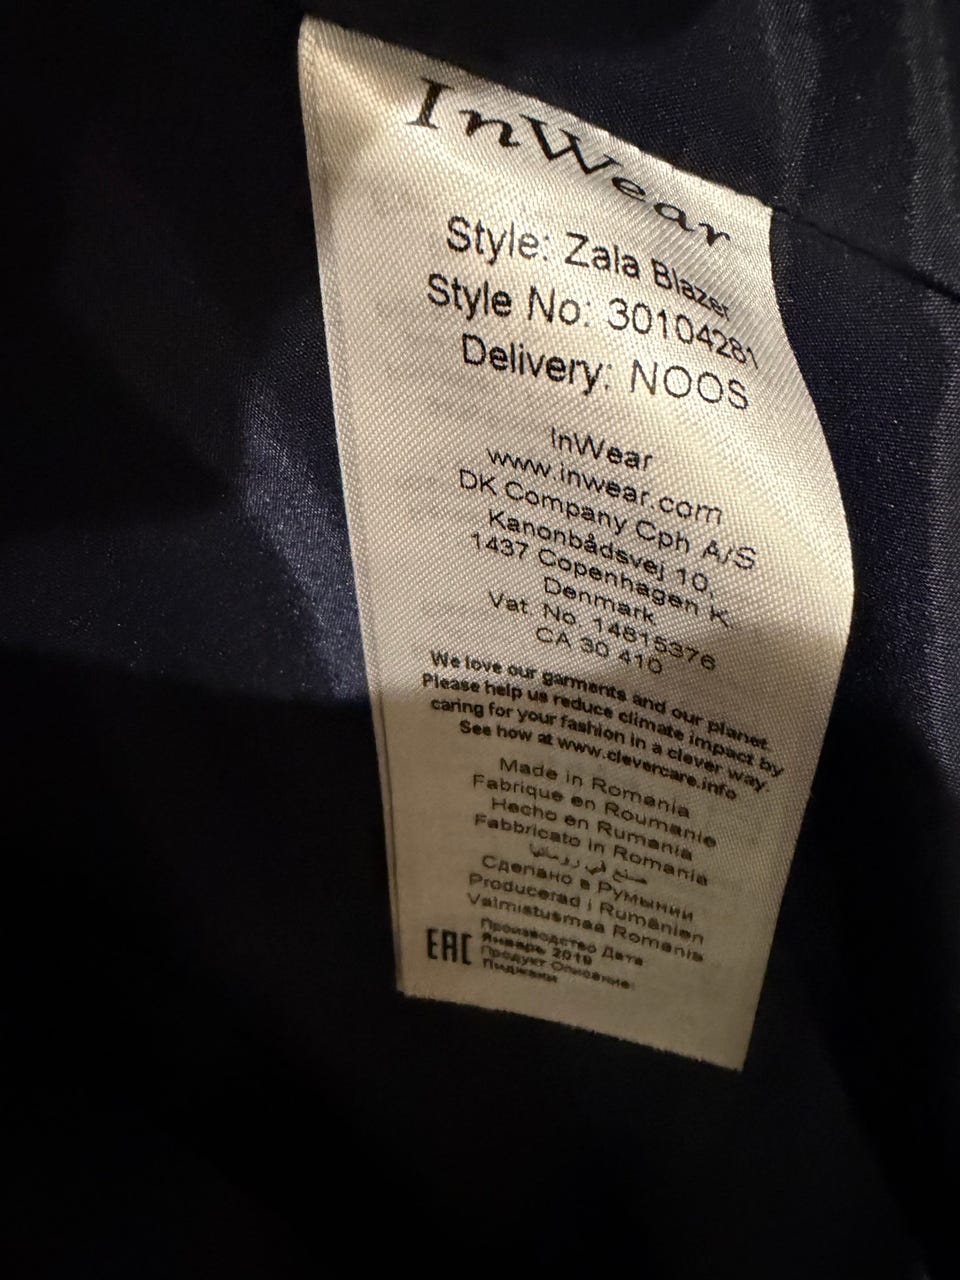 InWear
Style: Zala Blazer
Style No: 30104281
Delivery: NOOS
InWear
www.inwear.com
DK Company Cph A/S
Kanonbådsvej 10,
1437 Copenhagen K.
Denmark
Vat No. 14815376
CA 30 410
We love our garments and our planet.
Please help us reduce climate impact by
caring for your fashion in a clever way.
See how at www.clevercare.info
Made in Romania
Fabrique en Roumanie
Hecho en Rumania
Fabbricato in Romania
صنع في رومانيا
Сделано в Румынии
Producerad i Rumänien
Valmistusmaa Romania
EAC
Производство Дата
Январь 2019
Продукт Описание:
Пиджаки